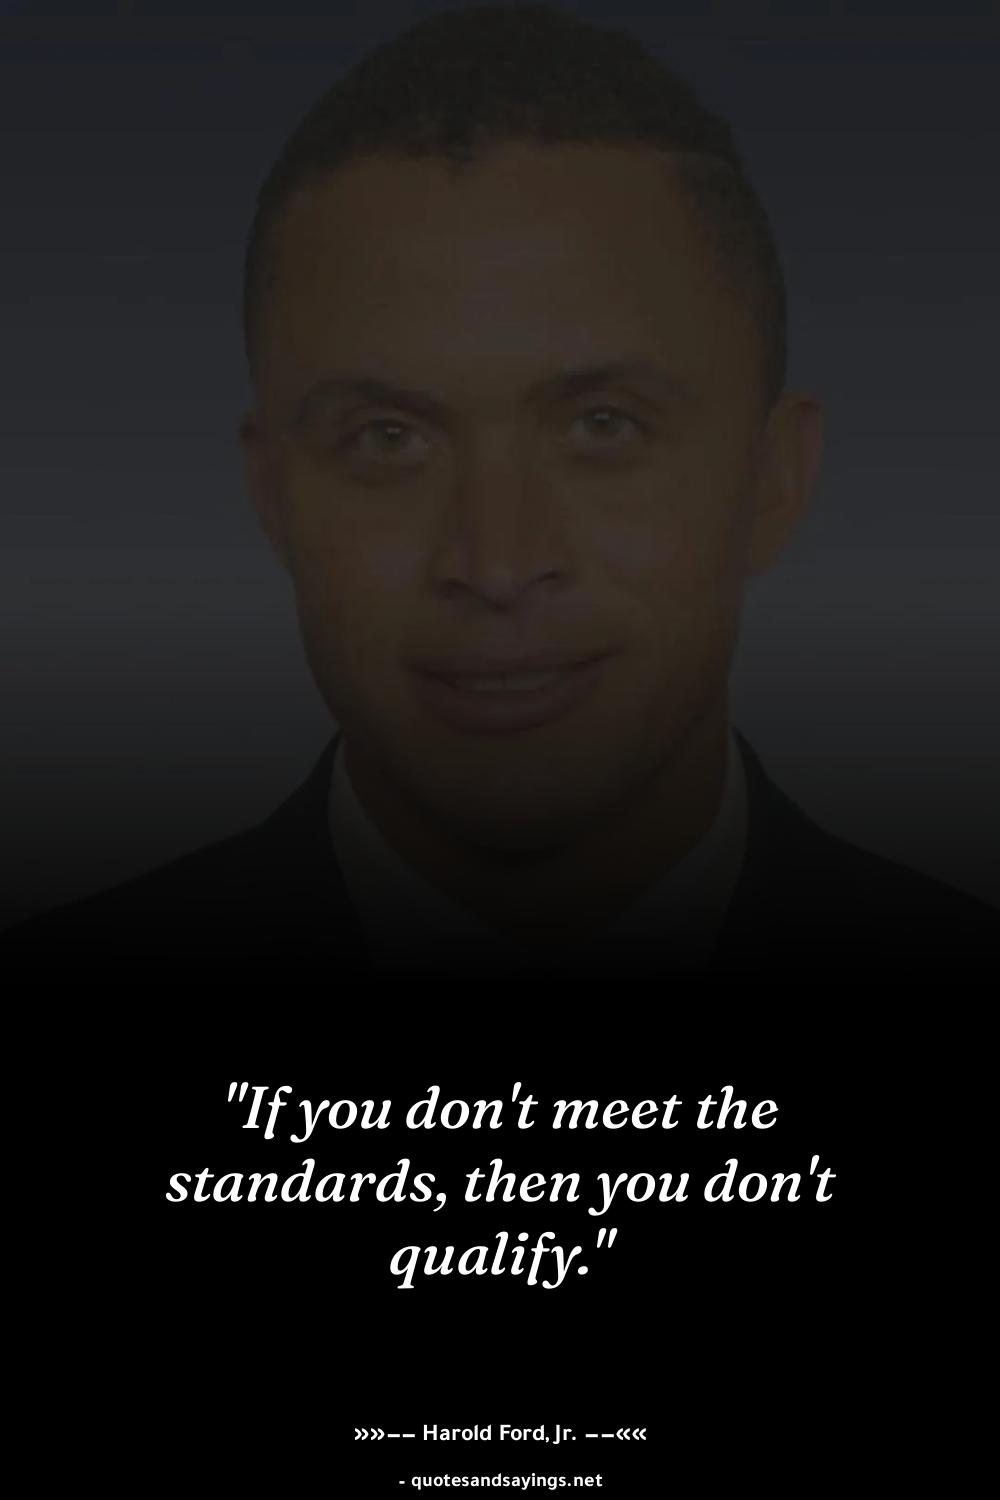 "If you don't meet the
standards, then you don't
qualify."
»»–– Harold Ford, Jr. ––««
- quotesandsayings.net